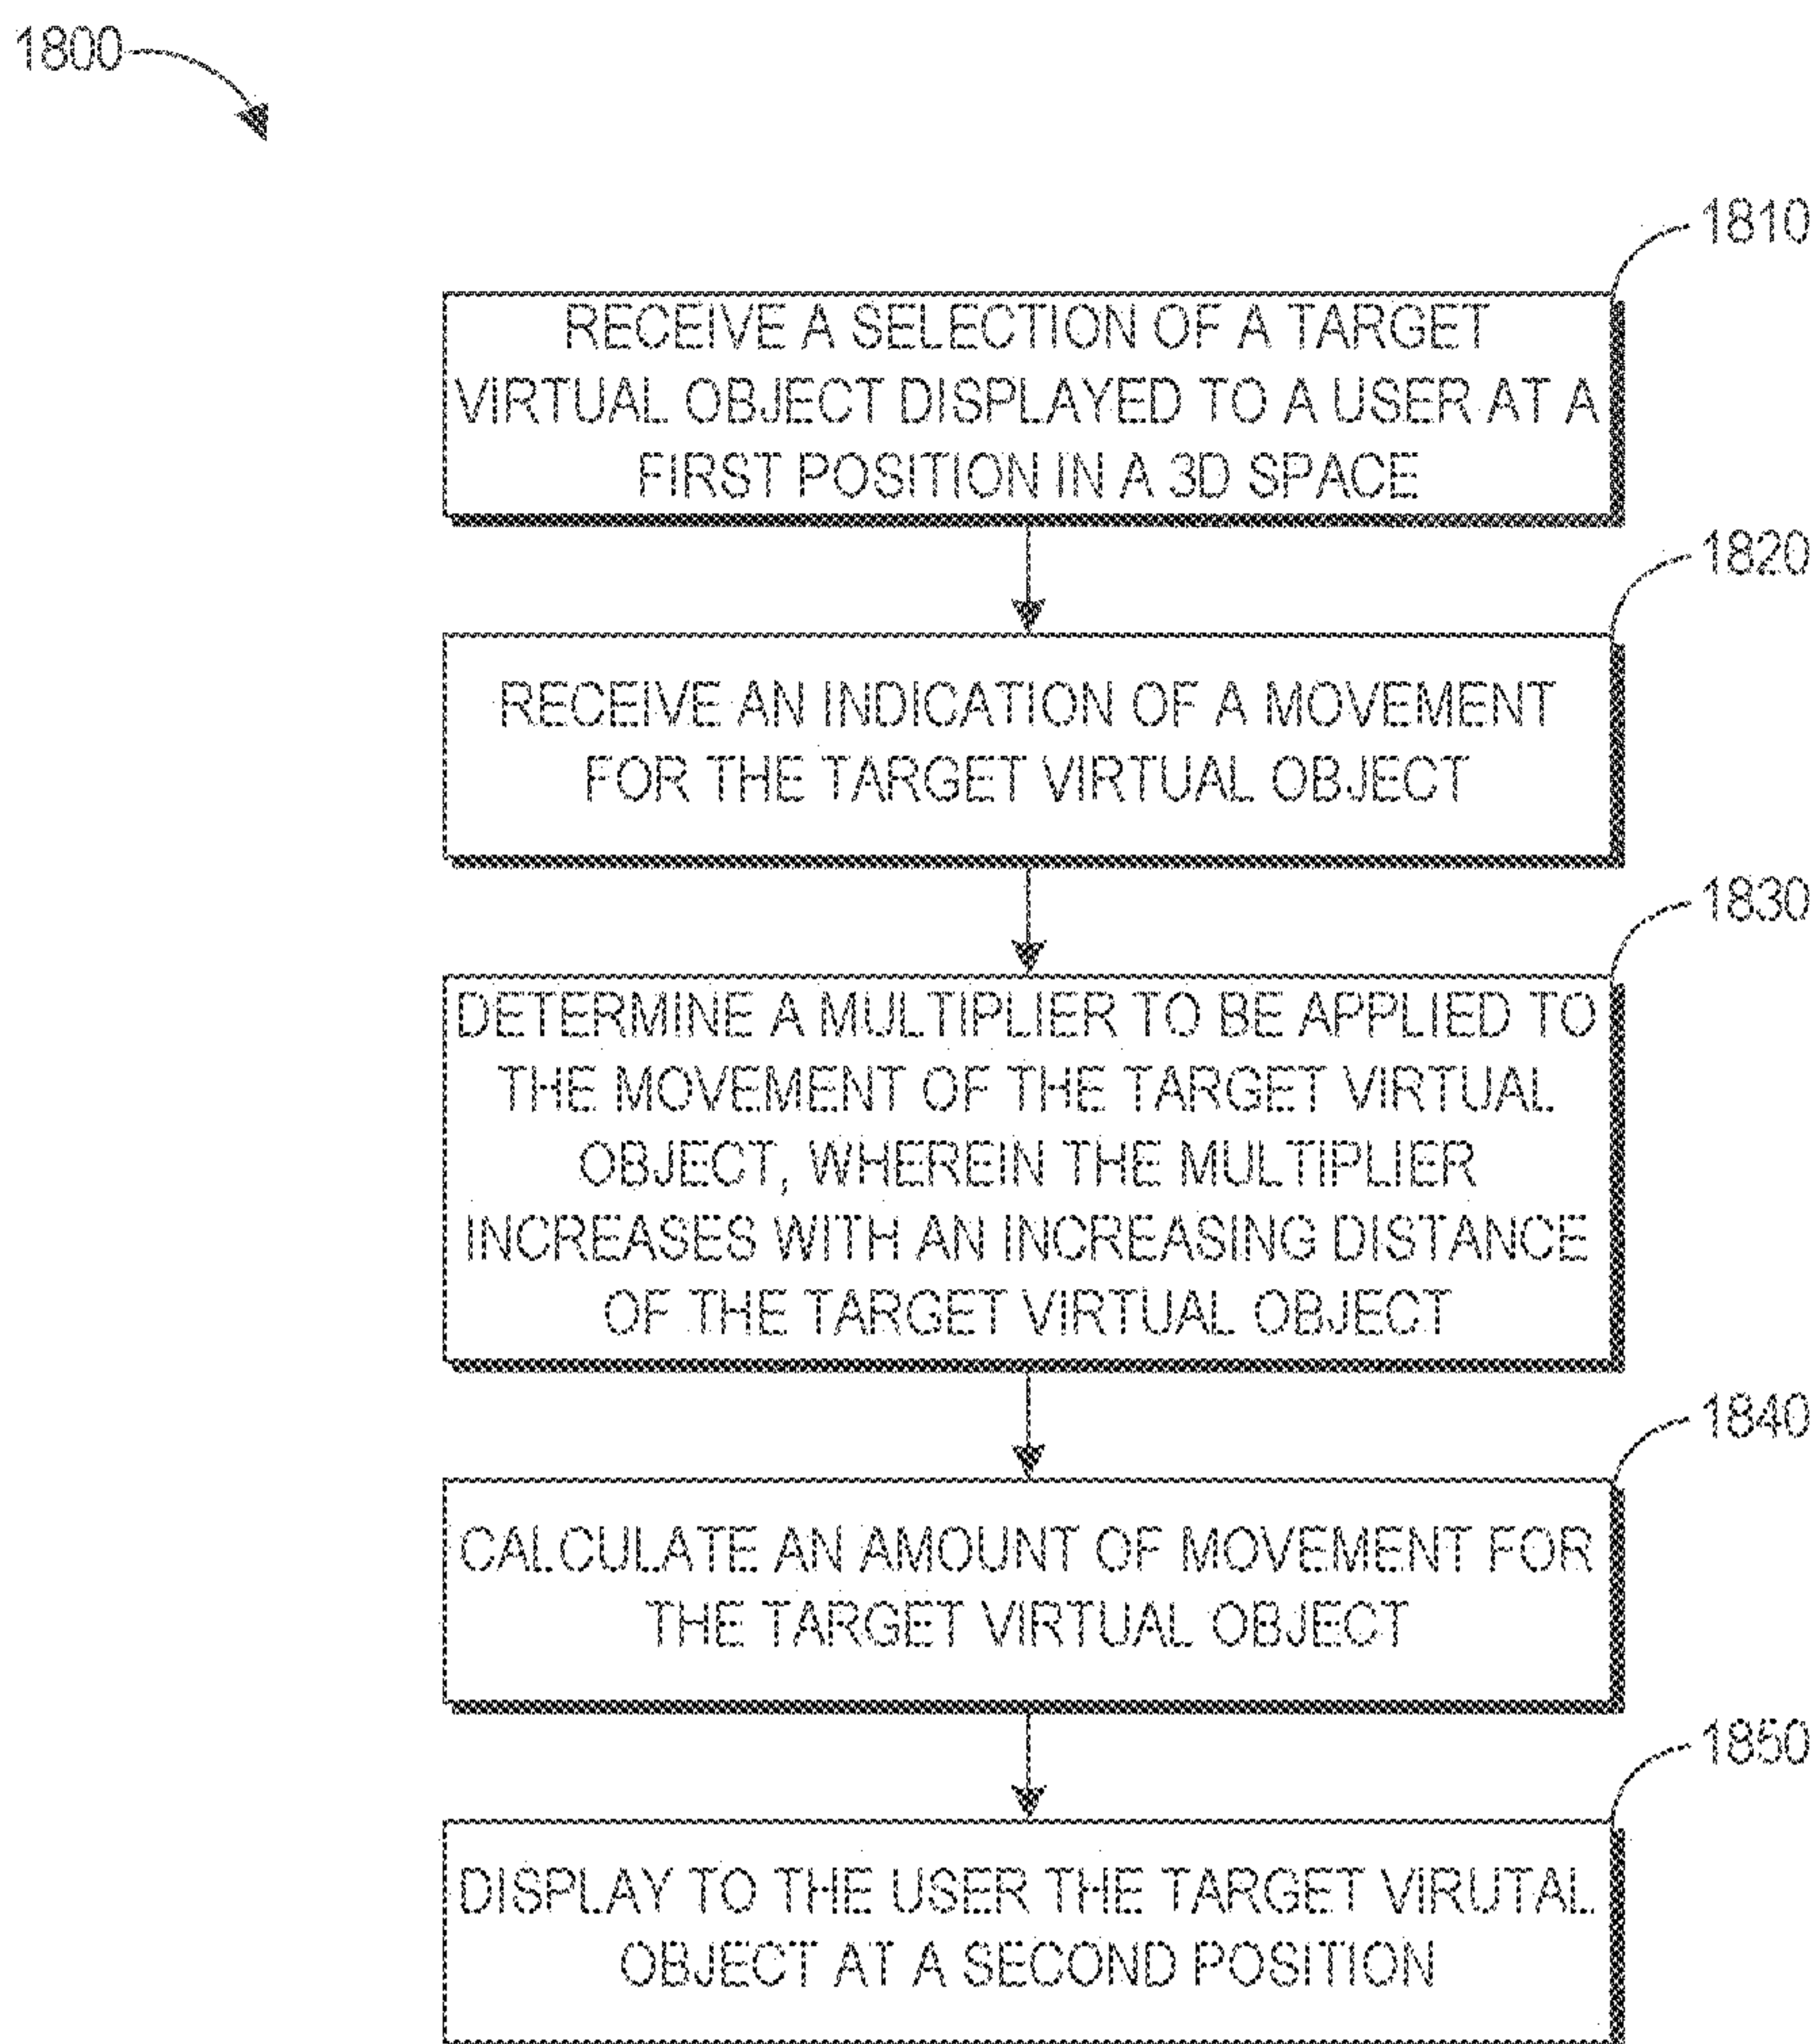 1800
1810
RECEIVE A SELECTION OF A TARGET
VIRTUAL OBJECT DISPLAYED TO A USER AT A
FIRST POSITION IN A 3D SPACE
1820
RECEIVE AN INDICATION OF A MOVEMENT
FOR THE TARGET VIRTUAL OBJECT
1830
DETERMINE A MULTIPLIER TO BE APPLIED TO
THE MOVEMENT OF THE TARGET VIRTUAL
OBJECT, WHEREIN THE MULTIPLIER
INCREASES WITH AN INCREASING DISTANCE
OF THE TARGET VIRTUAL OBJECT
1840
CALCULATE AN AMOUNT OF MOVEMENT FOR
THE TARGET VIRTUAL OBJECT
1850
DISPLAY TO THE USER THE TARGET VIRUTAL
OBJECT AT A SECOND POSITION